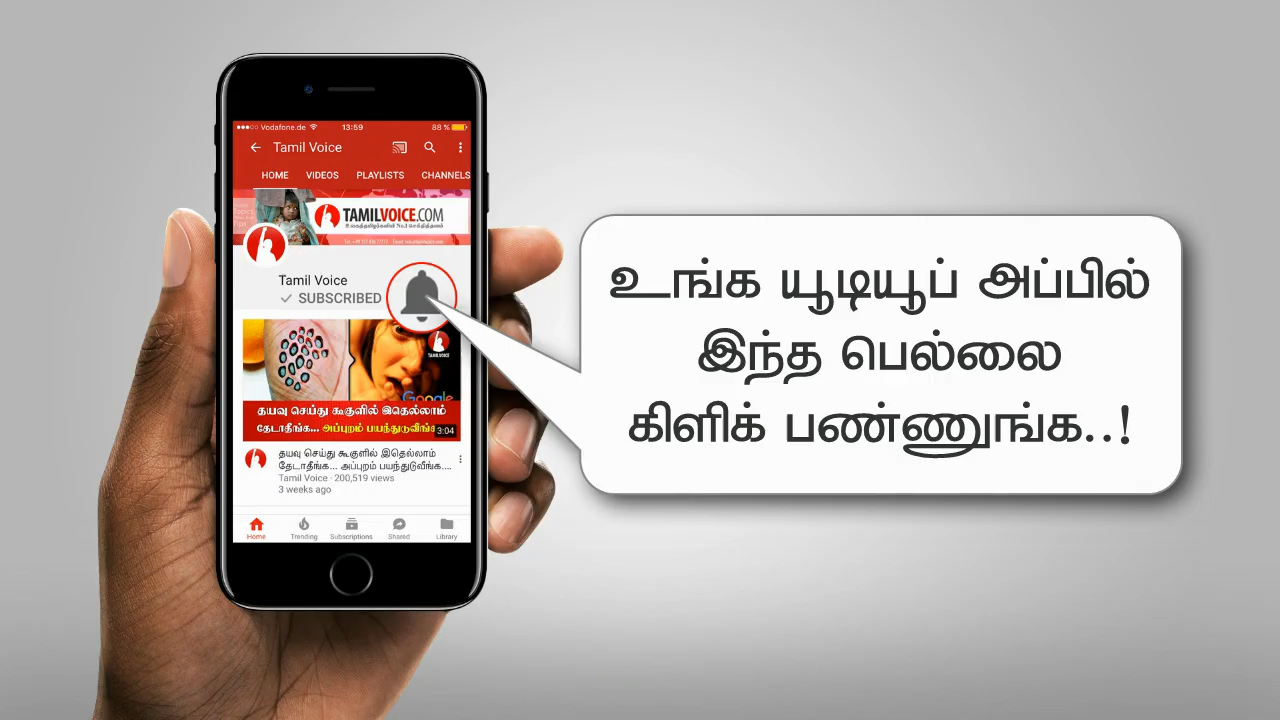 Vodafone.de 13:59 88 %
Tamil Voice
HOME VIDEOS PLAYLISTS CHANNELS
TAMILVOICE.COM
Tamil Voice
SUBSCRIBED
TAMILVOICE
Google
தயவு செய்து கூகுளில் இதெல்லாம்
தேடாதீங்க... அப்புறம் பயந்துடுவீங்க
3:04
தயவு செய்து கூகுளில் இதெல்லாம்
தேடாதீங்க... அப்புறம் பயந்துடுவீங்க....
Tamil Voice · 200,519 views
3 weeks ago
Home Trending Subscriptions Shared Library
உங்க யூடியூப் அப்பில்
இந்த பெல்லை
கிளிக் பண்ணுங்க..!